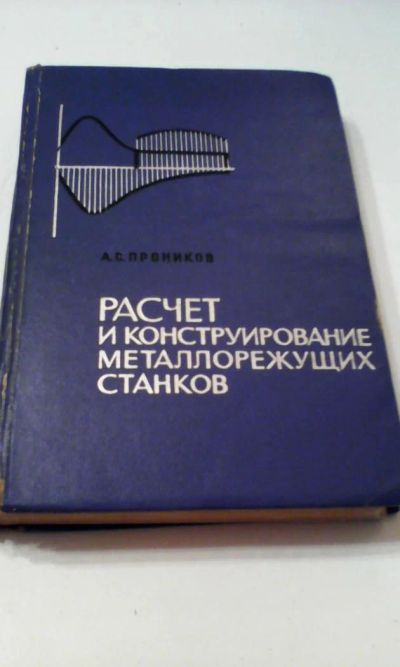 А.С.ПРОНИКОВ
РАСЧЕТ
И КОНСТРУИРОВАНИЕ
МЕТАЛЛОРЕЖУЩИХ
СТАНКОВ